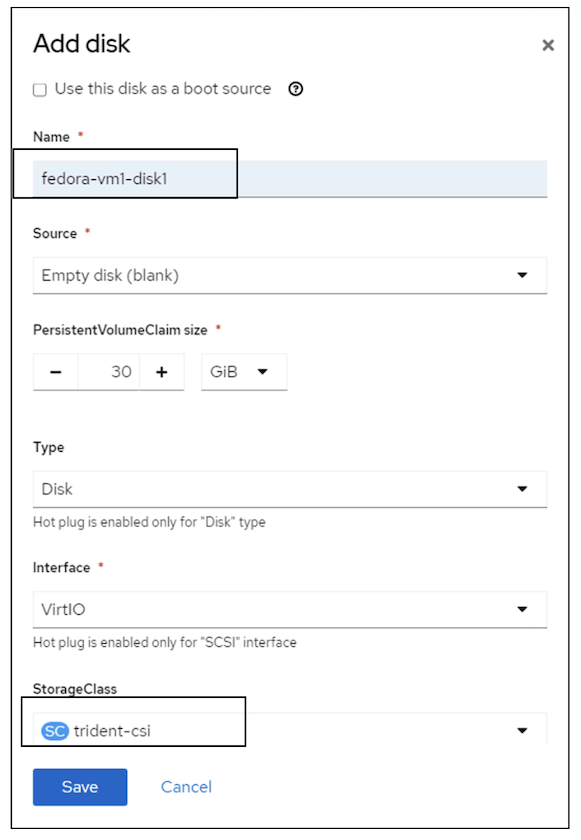 Add disk
Use this disk as a boot source
Name *
fedora-vm1-disk1
Source *
Empty disk (blank)
PersistentVolumeClaim size *
30 GiB
Type
Disk
Hot plug is enabled only for "Disk" type
Interface *
VirtIO
Hot plug is enabled only for "SCSI" interface
StorageClass
SC trident-csi
Save Cancel